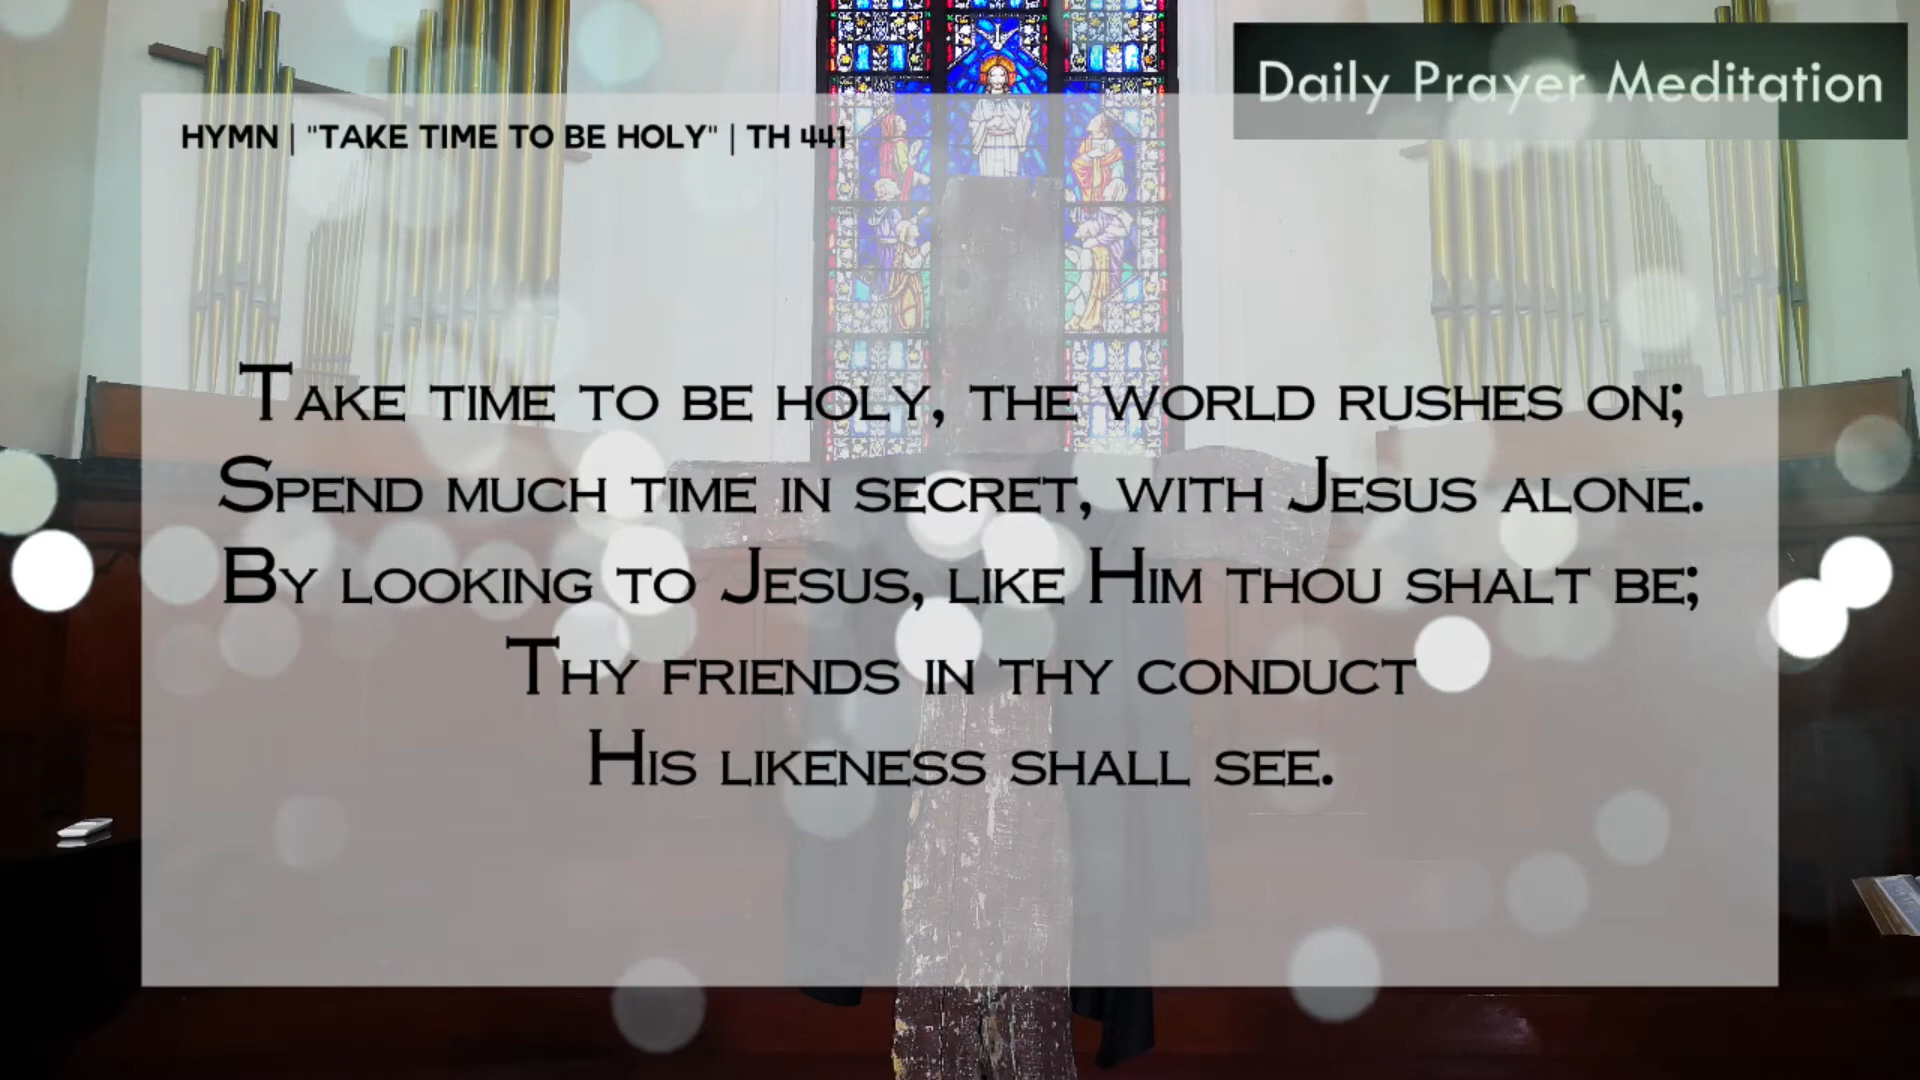 Daily Prayer Meditation
HYMN | "TAKE TIME TO BE HOLY" | TH 441
Take time to be holy, the world rushes on;
Spend much time in secret, with Jesus alone.
By looking to Jesus, like Him thou shalt be;
Thy friends in thy conduct
His likeness shall see.